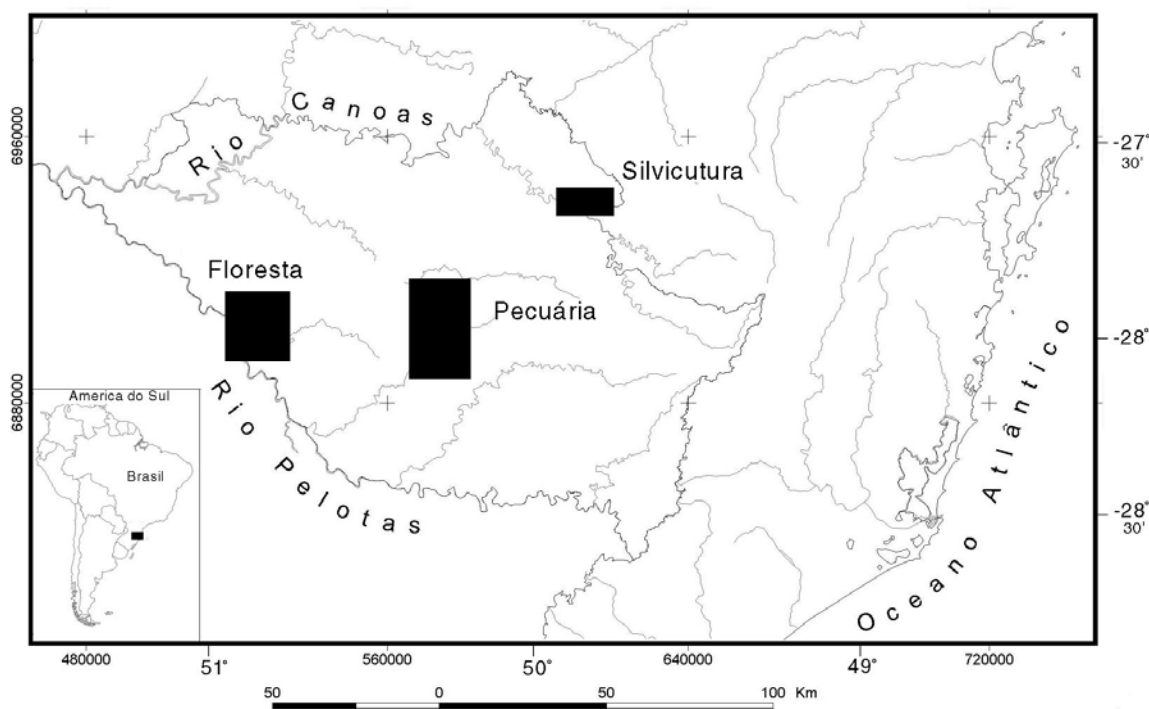 Rio Canoas
Silvicutura
Floresta
Pecuária
Rio Pelotas
Oceano Atlântico
America do Sul
Brasil
6960000
6880000
-27°
30'
-28°
-28°
30'
480000
51°
560000
50°
640000
49°
720000
50
0
50
100 Km